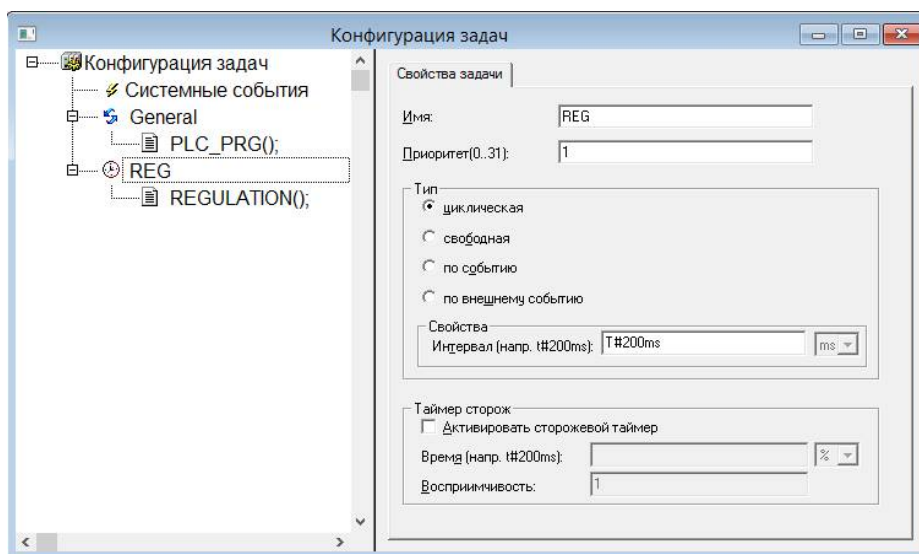 Конфигурация задач
Конфигурация задач
Системные события
General
PLC_PRG();
REG
REGULATION();
Свойства задачи
Имя: REG
Приоритет(0..31): 1
Тип
циклическая
свободная
по событию
по внешнему событию
Свойства
Интервал (напр. t#200ms): T#200ms ms
Таймер сторож
Активировать сторожевой таймер
Время (напр. t#200ms): %
Восприимчивость: 1